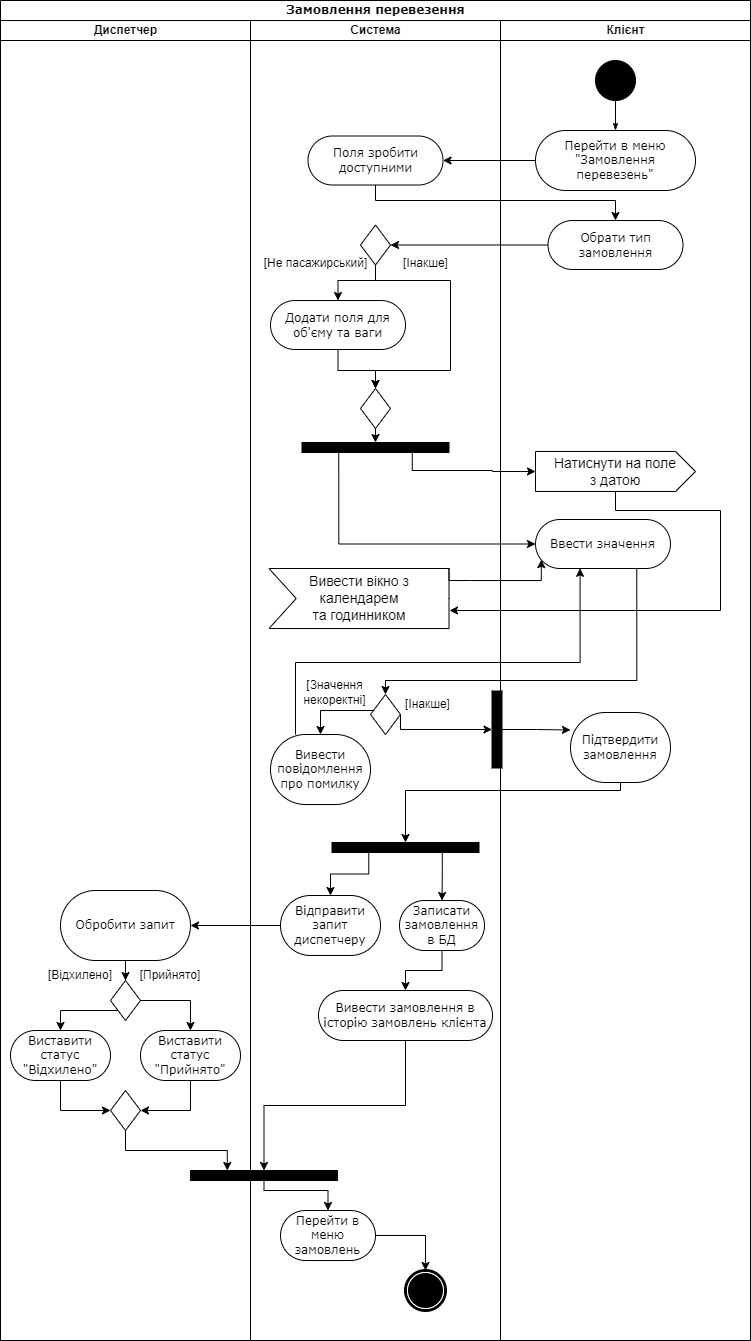 Замовлення перевезення
Диспетчер
Система
Клієнт
Перейти в меню
"Замовлення
перевезень"
Поля зробити
доступними
Обрати тип
замовлення
[Не пасажирський]
[Інакше]
Додати поля для
об'єму та ваги
Натиснути на поле
з датою
Ввести значення
Вивести вікно з
календарем
та годинником
[Значення
некоректні]
[Інакше]
Вивести
повідомлення
про помилку
Підтвердити
замовлення
Відправити
запит
диспетчеру
Записати
замовлення
в БД
Обробити запит
[Відхилено]
[Прийнято]
Виставити
статус
"Відхилено"
Виставити
статус
"Прийнято"
Вивести замовлення в
історію замовлень клієнта
Перейти в
меню
замовлень